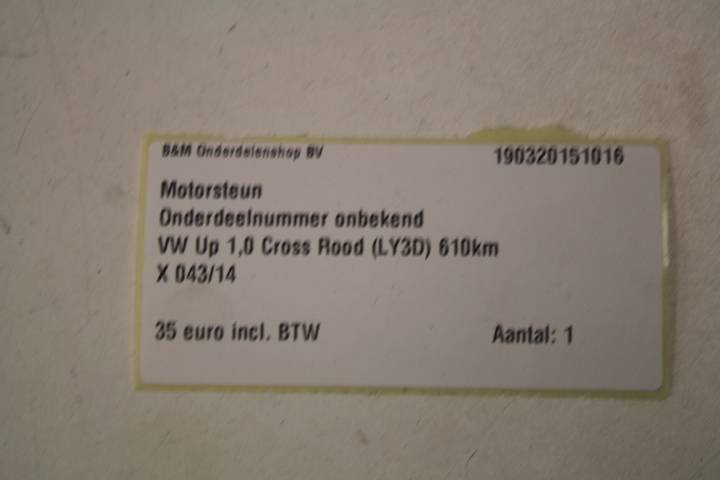 B&M Onderdelenshop BV 190320151016
Motorsteun
Onderdeelnummer onbekend
VW Up 1,0 Cross Rood (LY3D) 610km
X 043/14
35 euro incl. BTW Aantal: 1